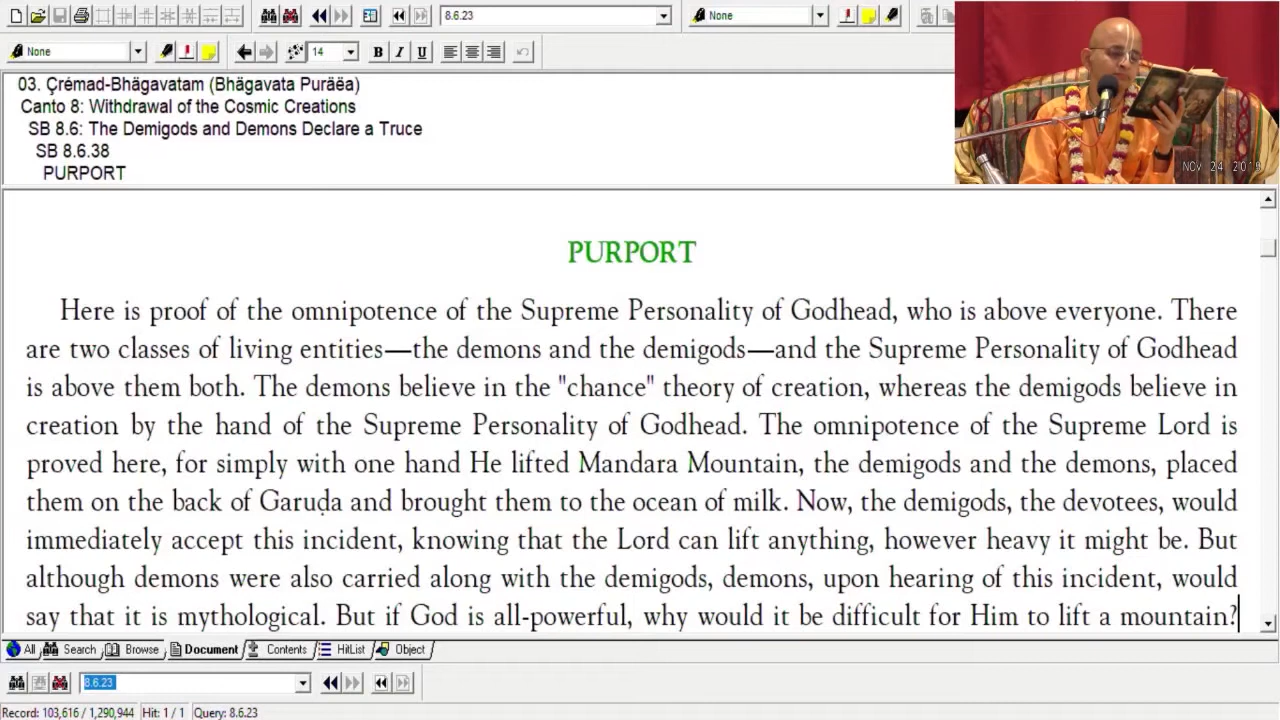 8.6.23
None
None
14
B I U
03. Çrémad-Bhägavatam (Bhägavata Puräëa)
Canto 8: Withdrawal of the Cosmic Creations
SB 8.6: The Demigods and Demons Declare a Truce
SB 8.6.38
PURPORT
NOV 24 2019
PURPORT
Here is proof of the omnipotence of the Supreme Personality of Godhead, who is above everyone. There
are two classes of living entities—the demons and the demigods—and the Supreme Personality of Godhead
is above them both. The demons believe in the "chance" theory of creation, whereas the demigods believe in
creation by the hand of the Supreme Personality of Godhead. The omnipotence of the Supreme Lord is
proved here, for simply with one hand He lifted Mandara Mountain, the demigods and the demons, placed
them on the back of Garuḍa and brought them to the ocean of milk. Now, the demigods, the devotees, would
immediately accept this incident, knowing that the Lord can lift anything, however heavy it might be. But
although demons were also carried along with the demigods, demons, upon hearing of this incident, would
say that it is mythological. But if God is all-powerful, why would it be difficult for Him to lift a mountain?
All Search Browse Document Contents HitList Object
8.6.23
Record: 103,616 / 1,290,944 Hit: 1 / 1 Query: 8.6.23